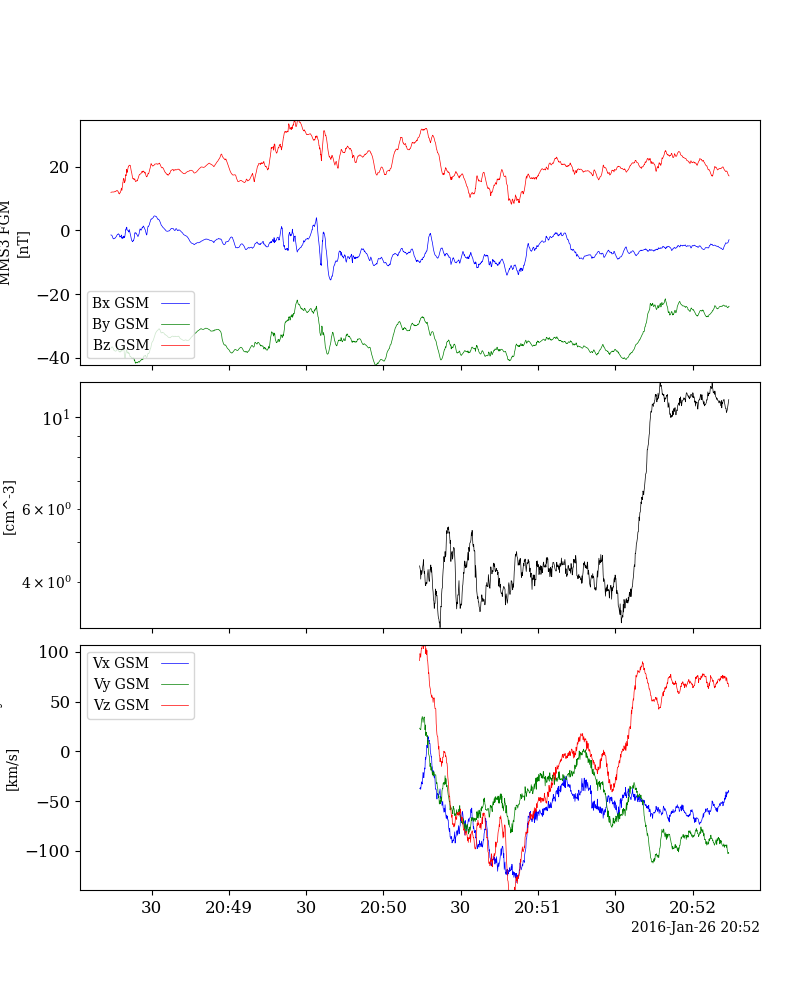 20
0
−20
−40
MMS3 FGM
[nT]
Bx GSM
By GSM
Bz GSM
10¹
6 × 10⁰
4 × 10⁰
[cm^-3]
100
50
0
−50
−100
[km/s]
Vx GSM
Vy GSM
Vz GSM
30 20:49 30 20:50 30 20:51 30 20:52
2016-Jan-26 20:52